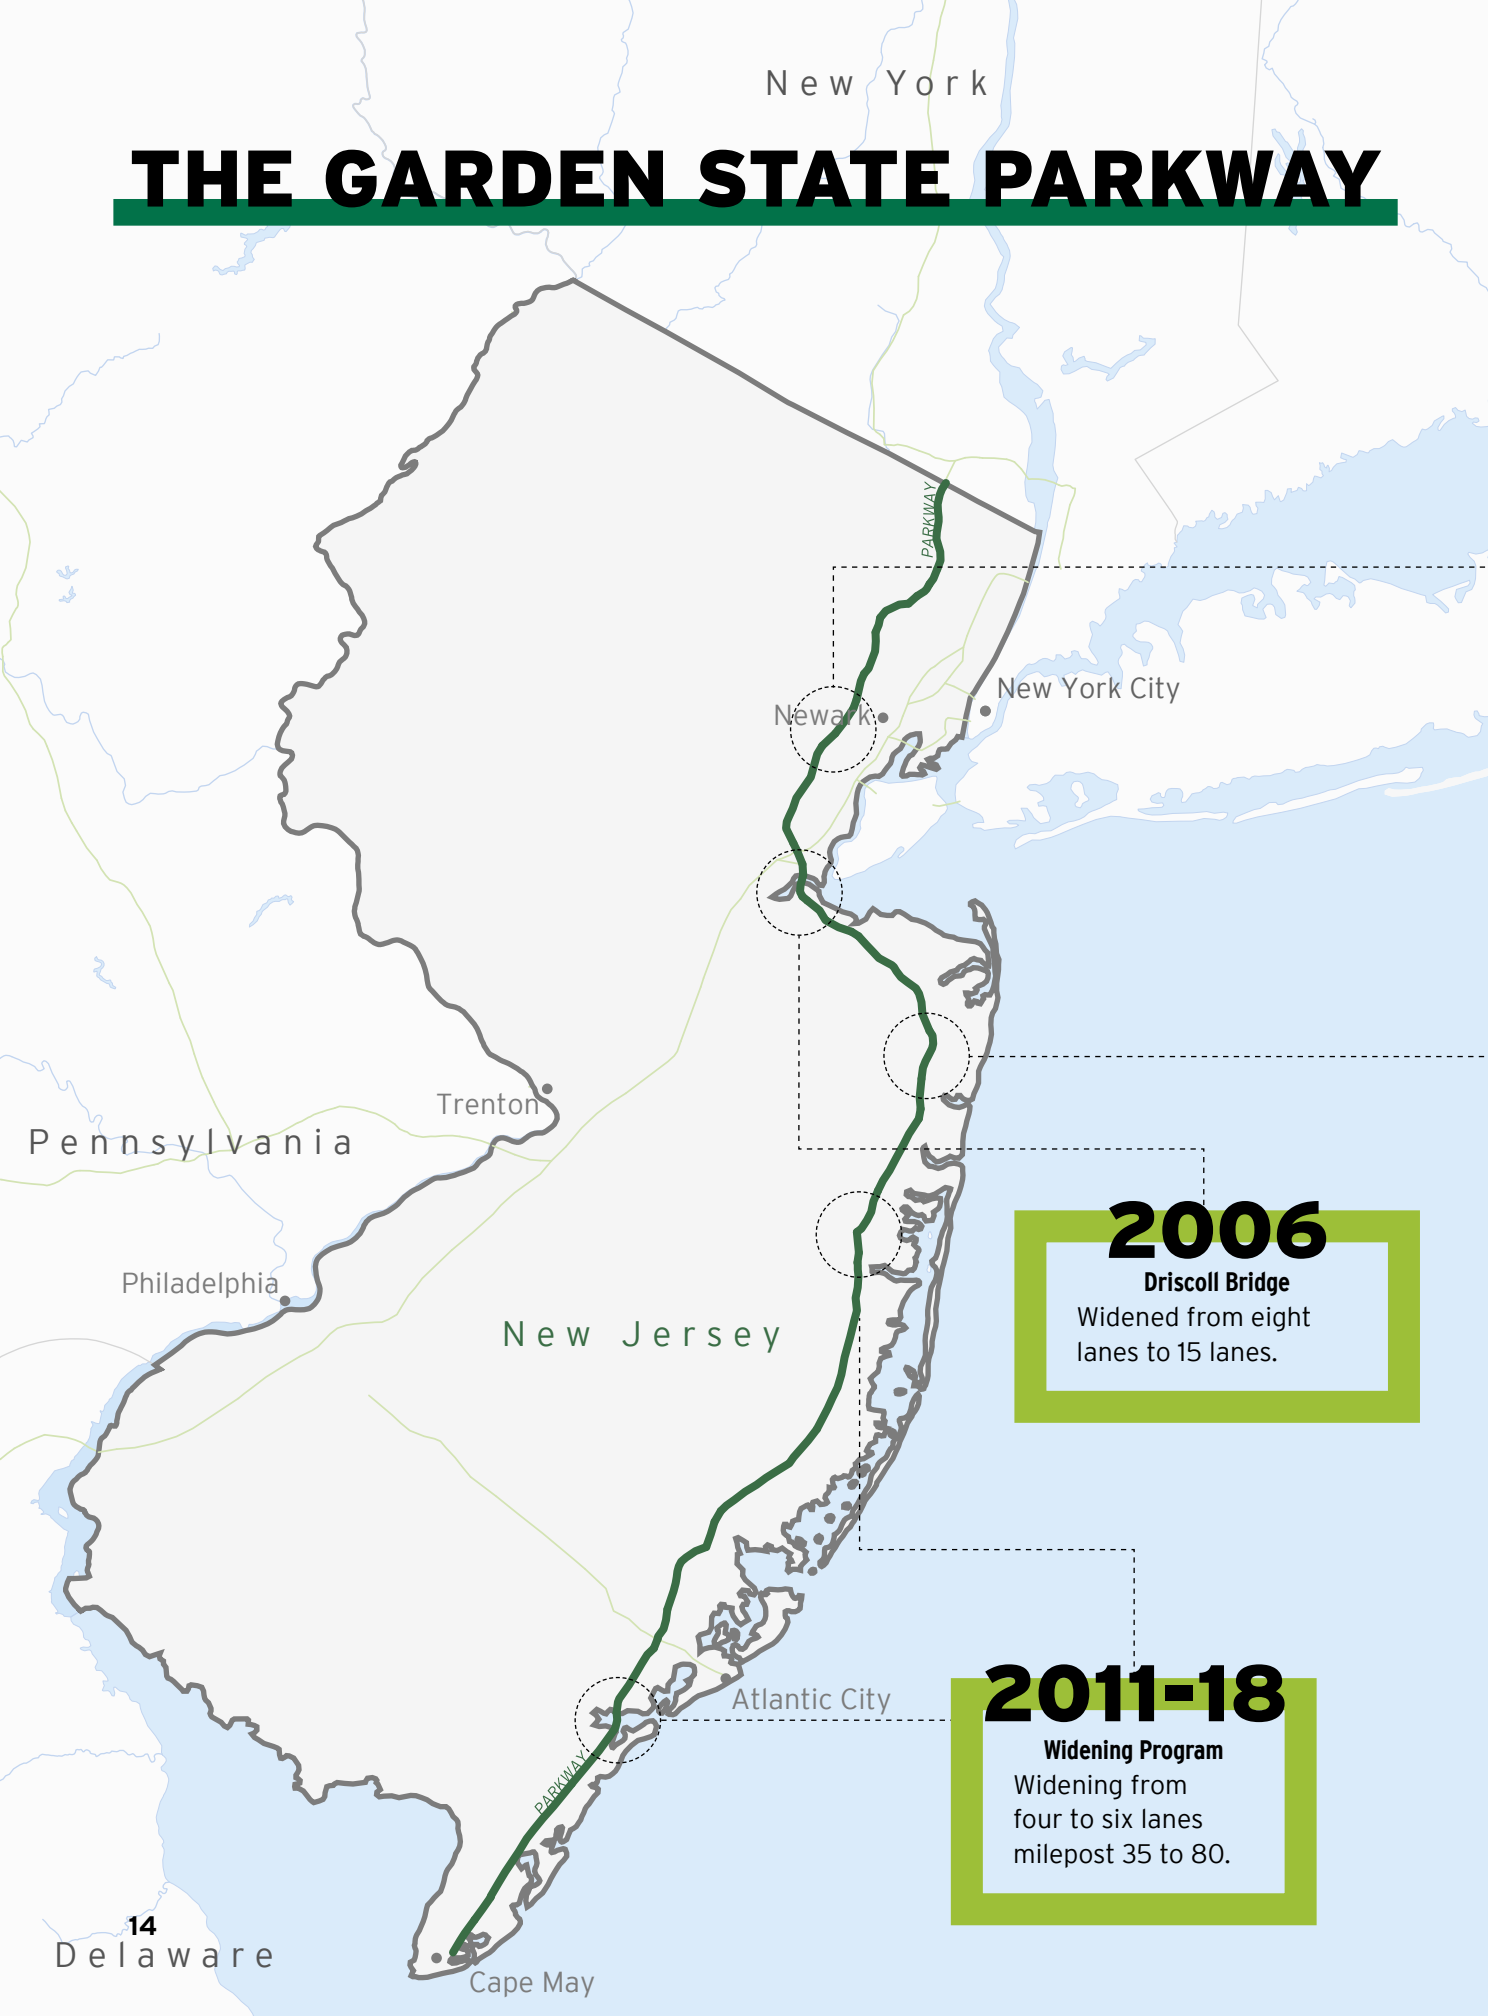 New York
THE GARDEN STATE PARKWAY
PARKWAY
New York City
Newark
Trenton
Pennsylvania
2006
Driscoll Bridge
Widened from eight
lanes to 15 lanes.
Philadelphia
New Jersey
2011-18
Widening Program
Widening from
four to six lanes
milepost 35 to 80.
Atlantic City
PARKWAY
14
Delaware
Cape May